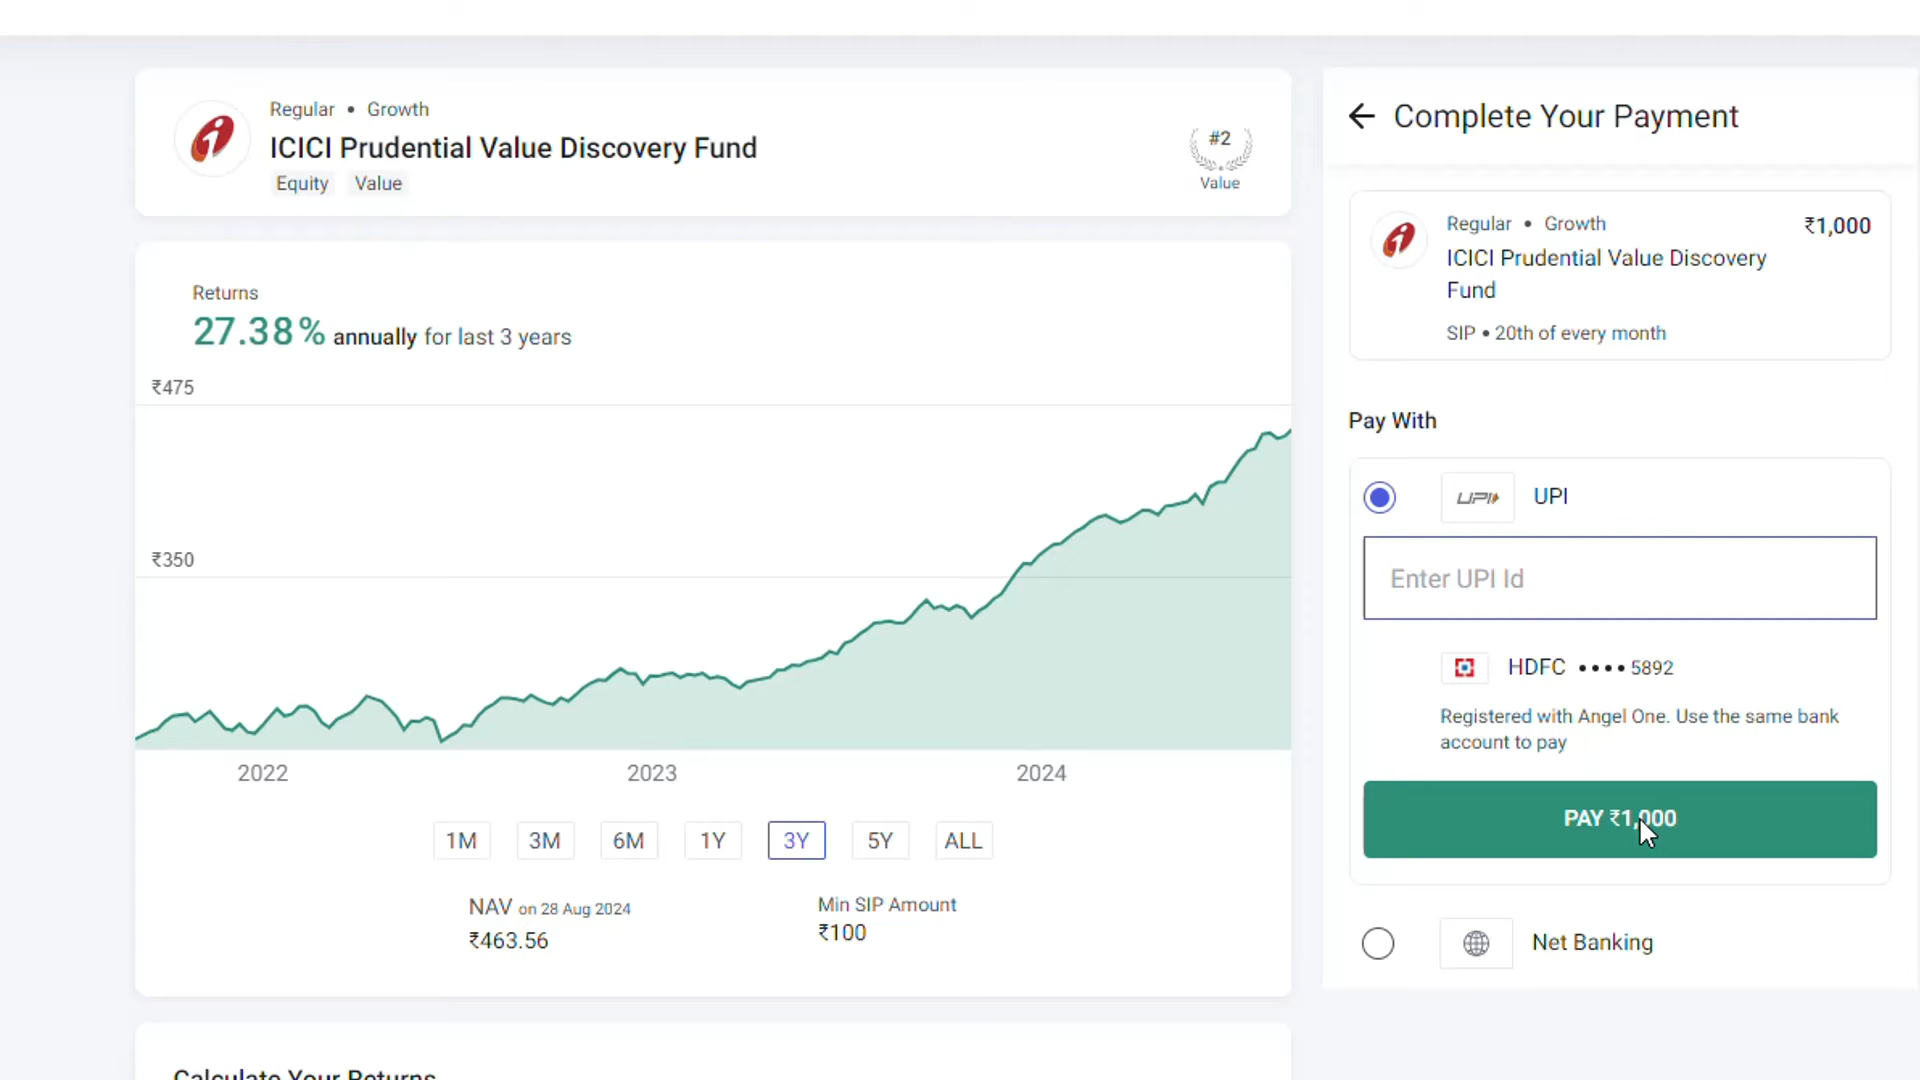 Regular • Growth
ICICI Prudential Value Discovery Fund
Equity Value
#2
Value
Returns
27.38% annually for last 3 years
₹475
₹350
2022 2023 2024
1M 3M 6M 1Y 3Y 5Y ALL
NAV on 28 Aug 2024
₹463.56
Min SIP Amount
₹100
Calculate Your Returns
Complete Your Payment
Regular • Growth
₹1,000
ICICI Prudential Value Discovery
Fund
SIP • 20th of every month
Pay With
UPI UPI
Enter UPI Id
HDFC •••• 5892
Registered with Angel One. Use the same bank
account to pay
PAY ₹1,000
Net Banking